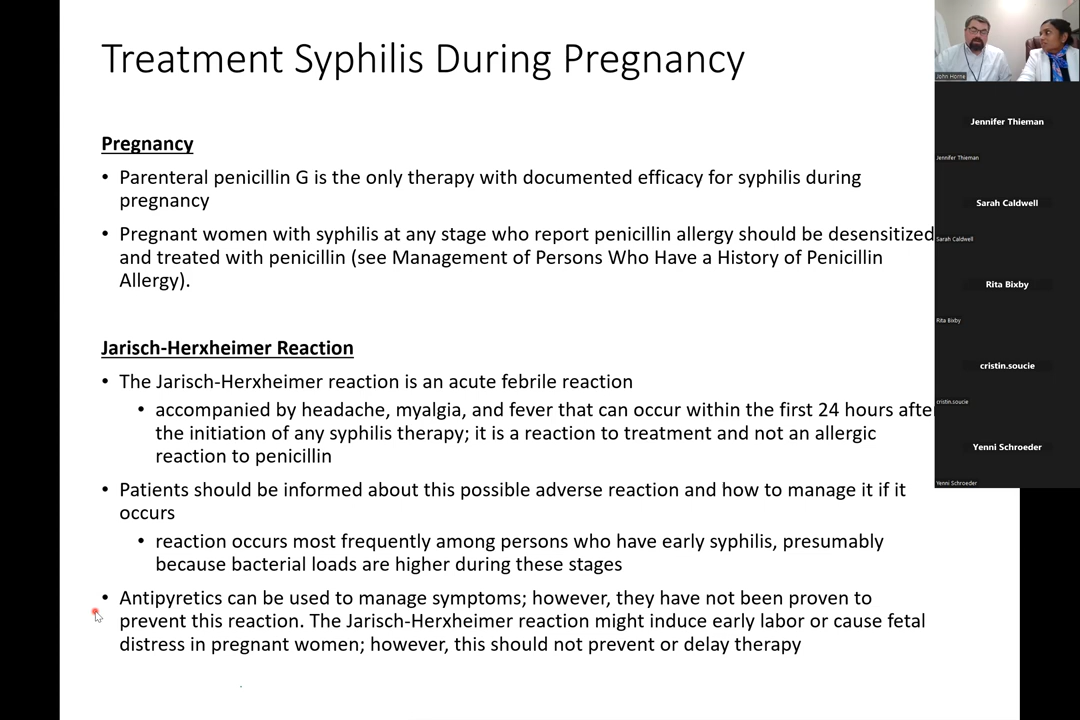 Treatment Syphilis During Pregnancy
Pregnancy
• Parenteral penicillin G is the only therapy with documented efficacy for syphilis during
pregnancy
• Pregnant women with syphilis at any stage who report penicillin allergy should be desensitized
and treated with penicillin (see Management of Persons Who Have a History of Penicillin
Allergy).
Jarisch-Herxheimer Reaction
• The Jarisch-Herxheimer reaction is an acute febrile reaction
• accompanied by headache, myalgia, and fever that can occur within the first 24 hours after
the initiation of any syphilis therapy; it is a reaction to treatment and not an allergic
reaction to penicillin
• Patients should be informed about this possible adverse reaction and how to manage it if it
occurs
• reaction occurs most frequently among persons who have early syphilis, presumably
because bacterial loads are higher during these stages
• Antipyretics can be used to manage symptoms; however, they have not been proven to
prevent this reaction. The Jarisch-Herxheimer reaction might induce early labor or cause fetal
distress in pregnant women; however, this should not prevent or delay therapy
John Horne
Jennifer Thieman
Jennifer Thieman
Sarah Caldwell
Sarah Caldwell
Rita Bixby
Rita Bixby
cristin.soucie
cristin.soucie
Yenni Schroeder
Yenni Schroeder